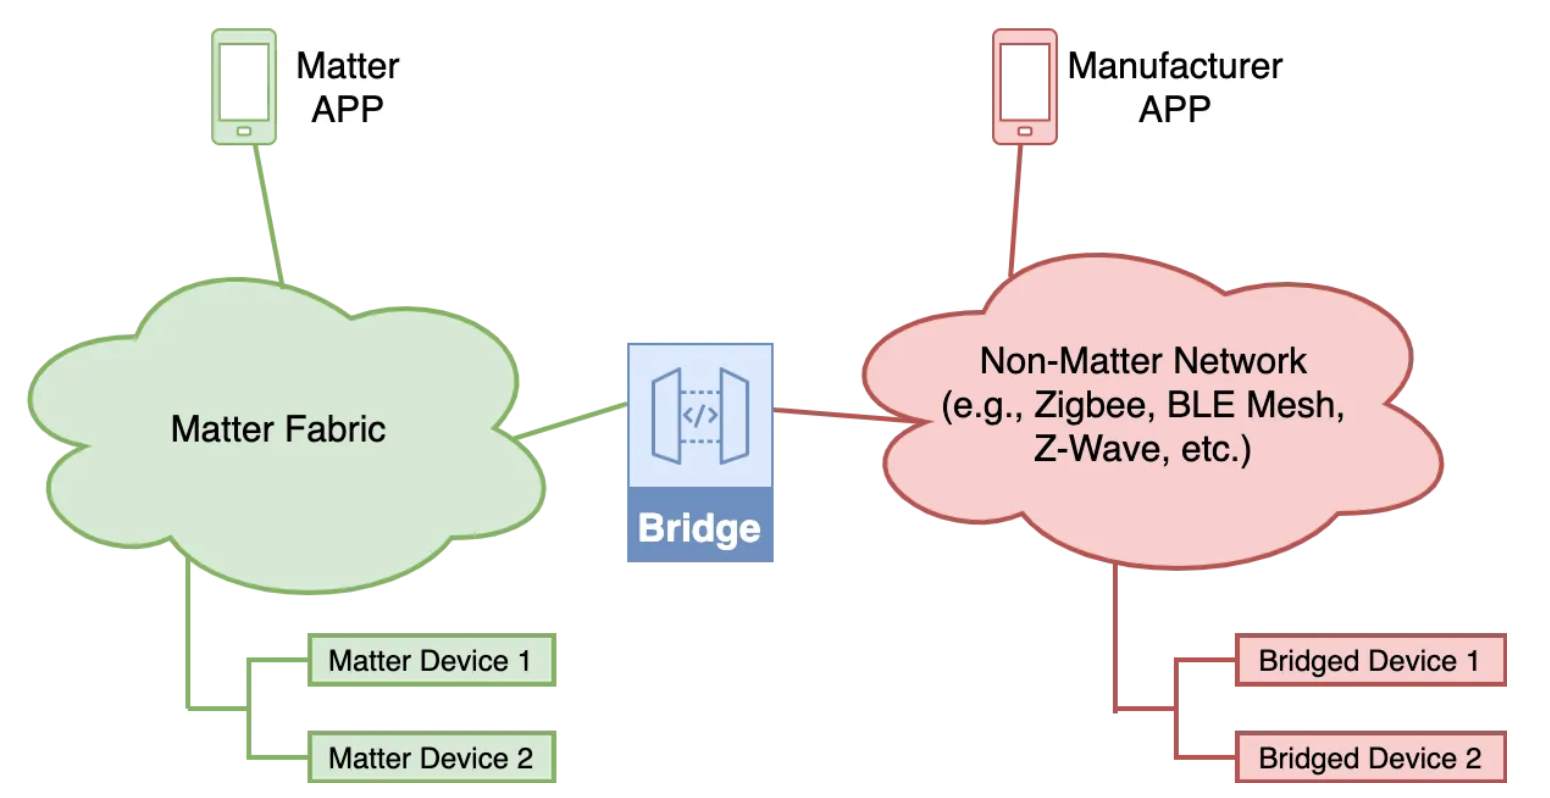 Matter
APP
Manufacturer
APP
Matter Fabric
</>
Bridge
Non-Matter Network
(e.g., Zigbee, BLE Mesh,
Z-Wave, etc.)
Matter Device 1
Matter Device 2
Bridged Device 1
Bridged Device 2